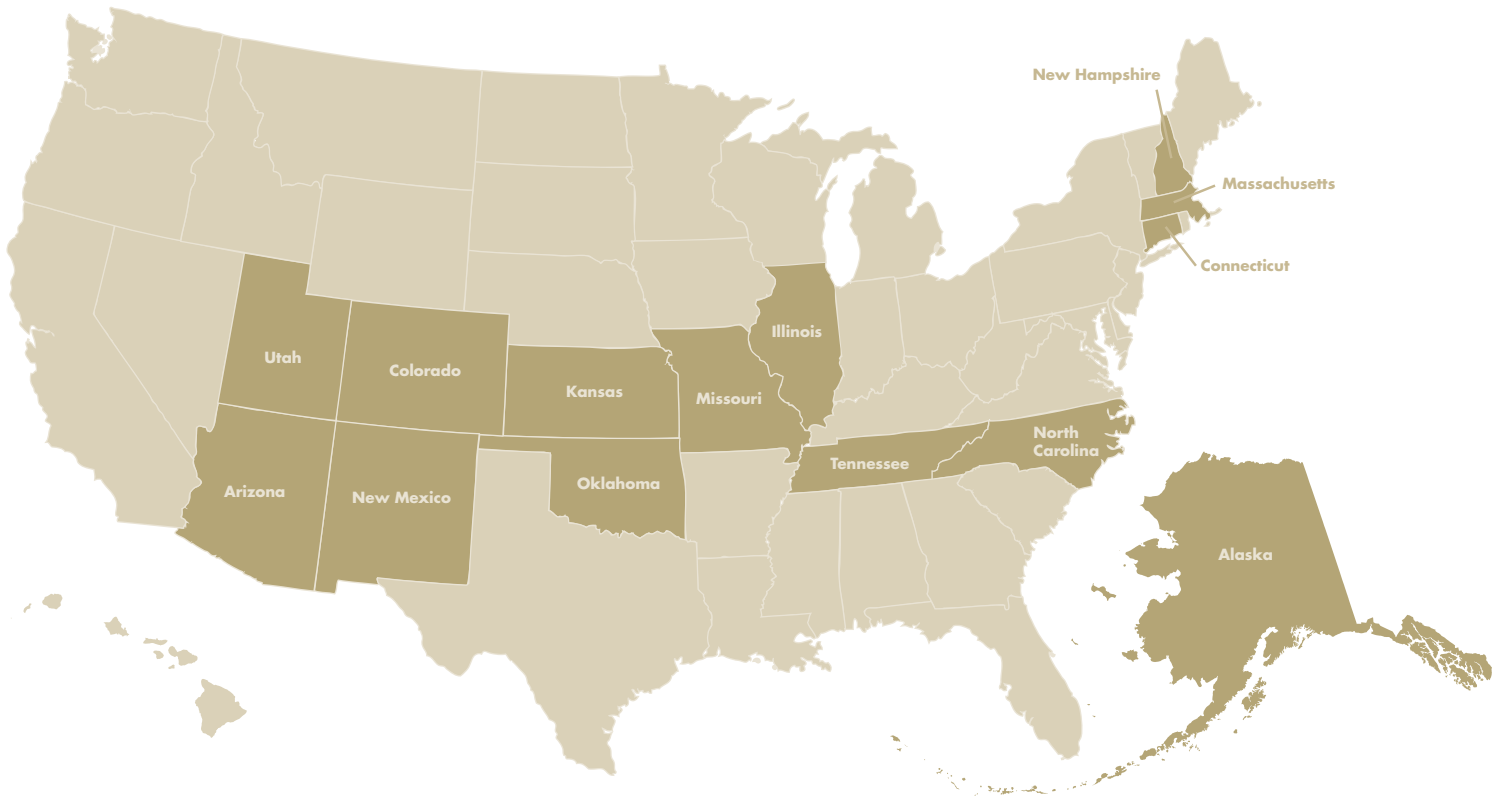 New Hampshire
Massachusetts
Connecticut
Illinois
Utah
Colorado
Kansas
Missouri
North
Carolina
Tennessee
Oklahoma
Arizona
New Mexico
Alaska